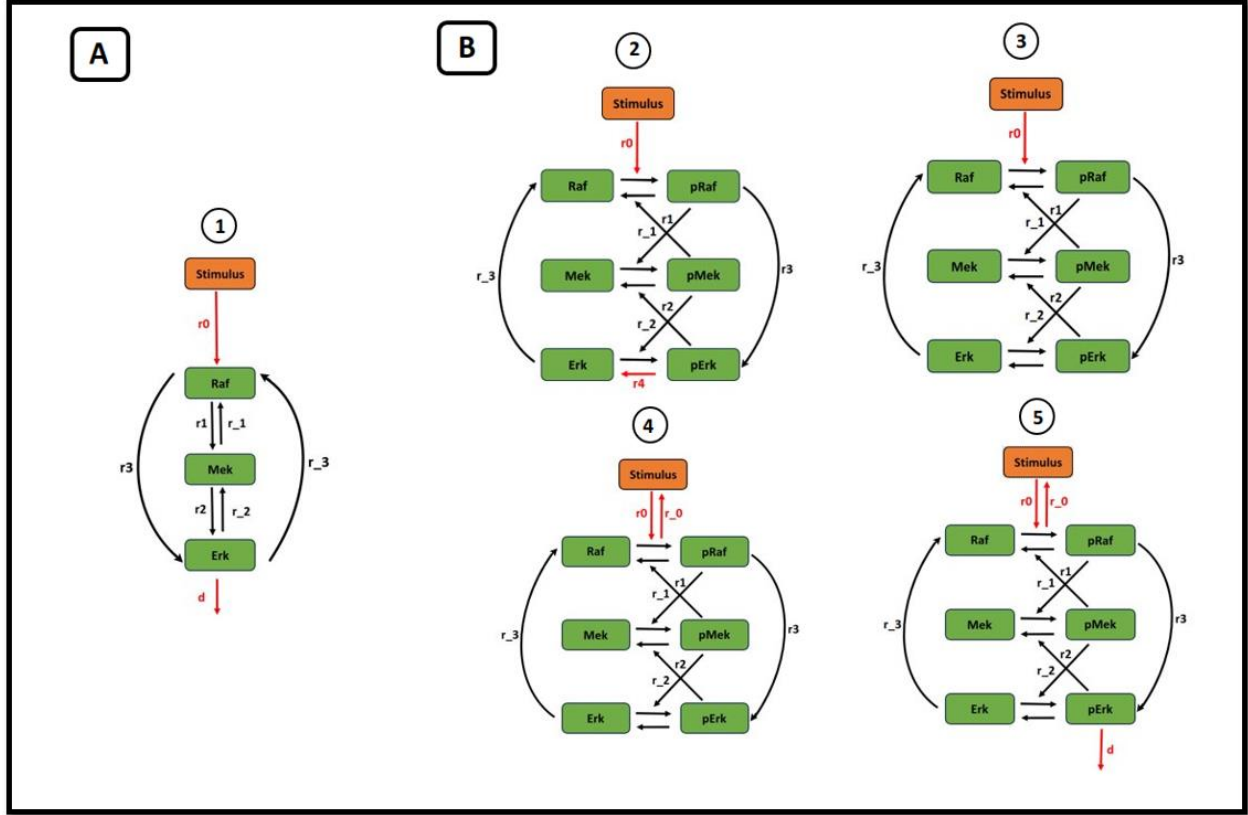 A
B
1
Stimulus
r0
Raf
r1
r_1
r3
Mek
r_3
r2
r_2
Erk
d
2
Stimulus
r0
Raf
pRaf
r1
r_1
r_3
Mek
pMek
r3
r2
r_2
Erk
pErk
r4
3
Stimulus
r0
Raf
pRaf
r1
r_1
r_3
Mek
pMek
r3
r2
r_2
Erk
pErk
4
Stimulus
r0
r_0
Raf
pRaf
r1
r_1
r_3
Mek
pMek
r3
r2
r_2
Erk
pErk
5
Stimulus
r0
r_0
Raf
pRaf
r1
r_1
r_3
Mek
pMek
r3
r2
r_2
Erk
pErk
d